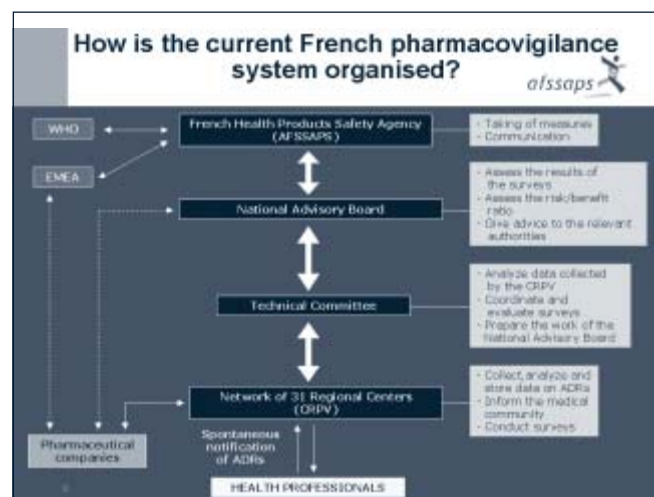 How is the current French pharmacovigilance
system organised?
afssaps
WHO
French Health Products Safety Agency
(AFSSAPS)
- Taking of measures
- Communication
EMEA
National Advisory Board
- Assess the results of
the surveys
- Assess the risk/benefit
ratio
- Give advice to the relevant
authorities
Technical Committee
- Analyze data collected
by the CRPV
- Coordinate and
evaluate surveys
- Prepare the work of the
National Advisory Board
Network of 31 Regional Centers
(CRPV)
- Collect, analyze and
store data on ADRs
- Inform the medical
community
- Conduct surveys
Pharmaceutical
companies
Spontaneous
notification
of ADRs
HEALTH PROFESSIONALS